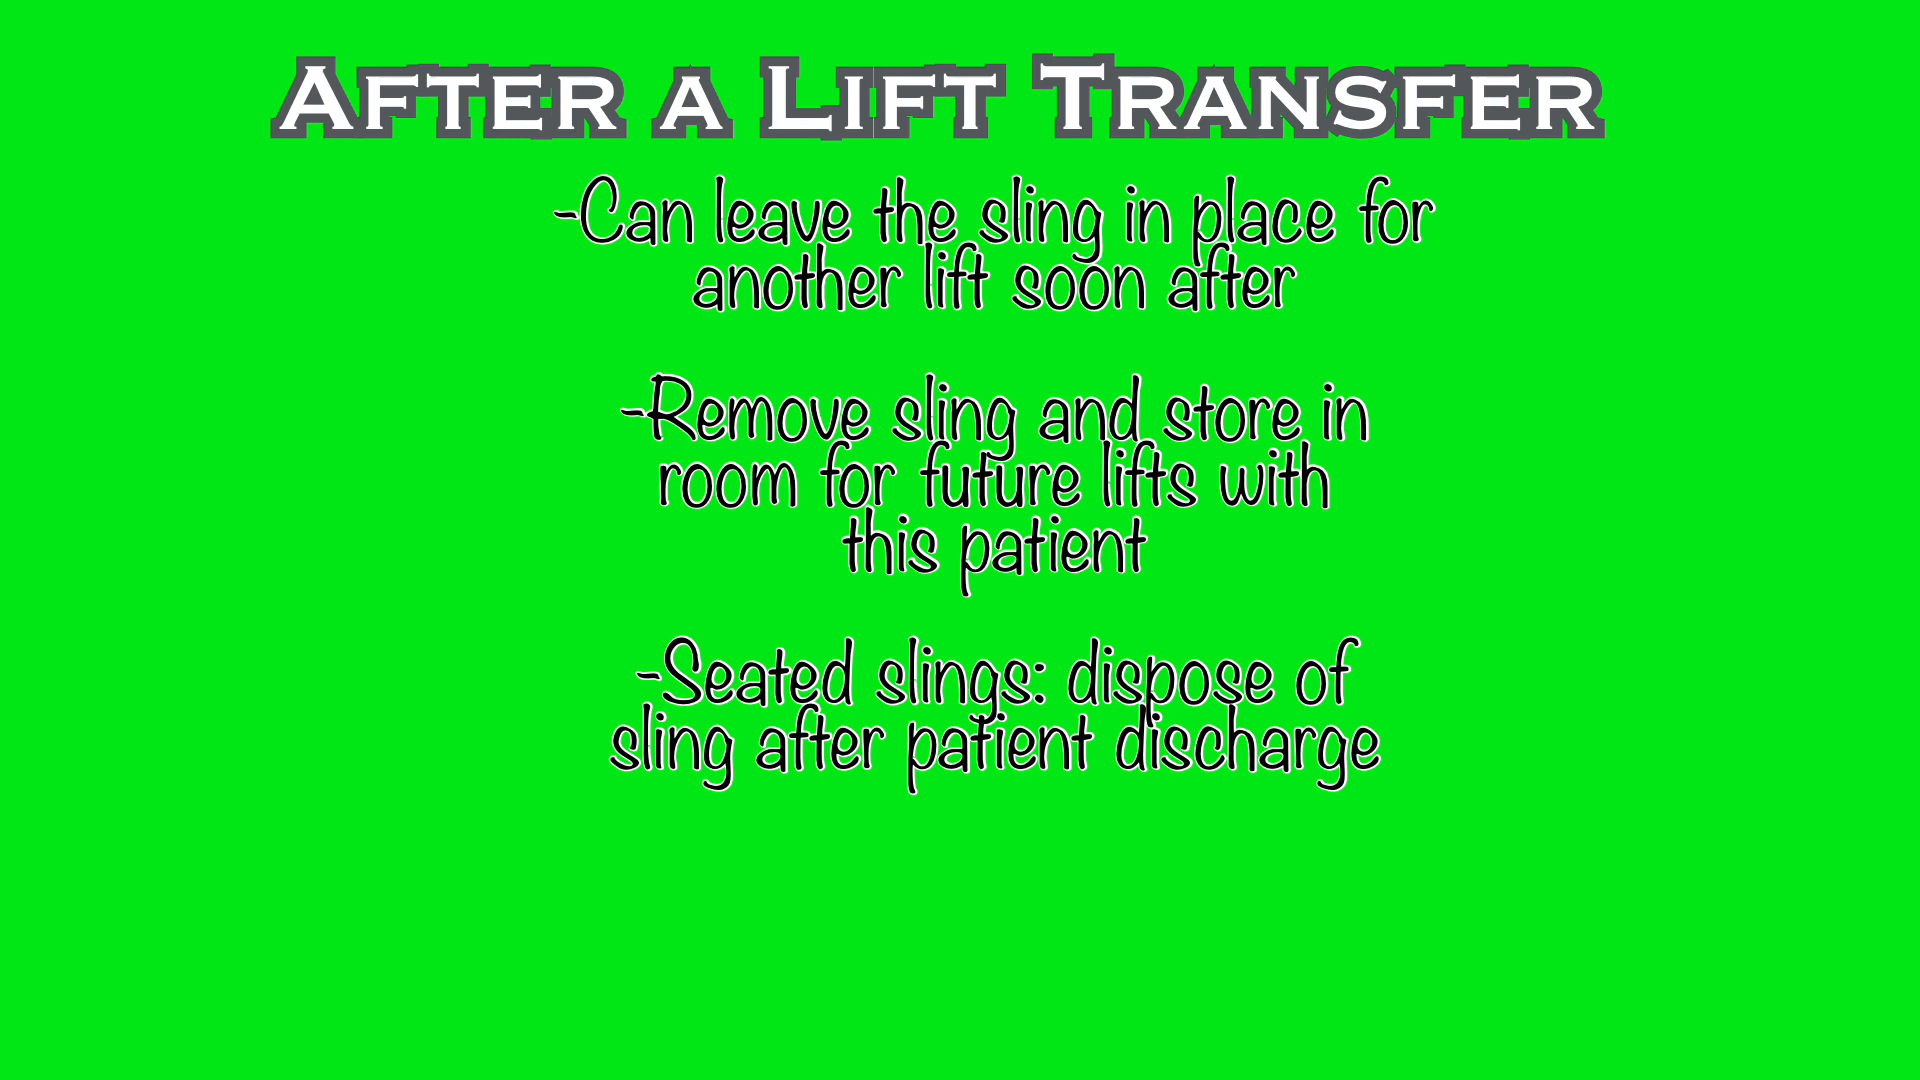 After a Lift Transfer
-Can leave the sling in place for
another lift soon after
-Remove sling and store in
room for future lifts with
this patient
-Seated slings: dispose of
sling after patient discharge